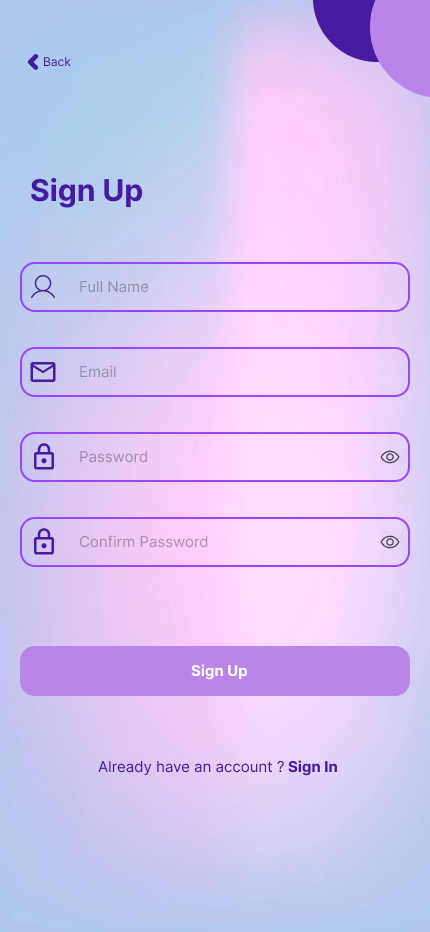 Back
Sign Up
Full Name
Email
Password
Confirm Password
Sign Up
Already have an account ? Sign In